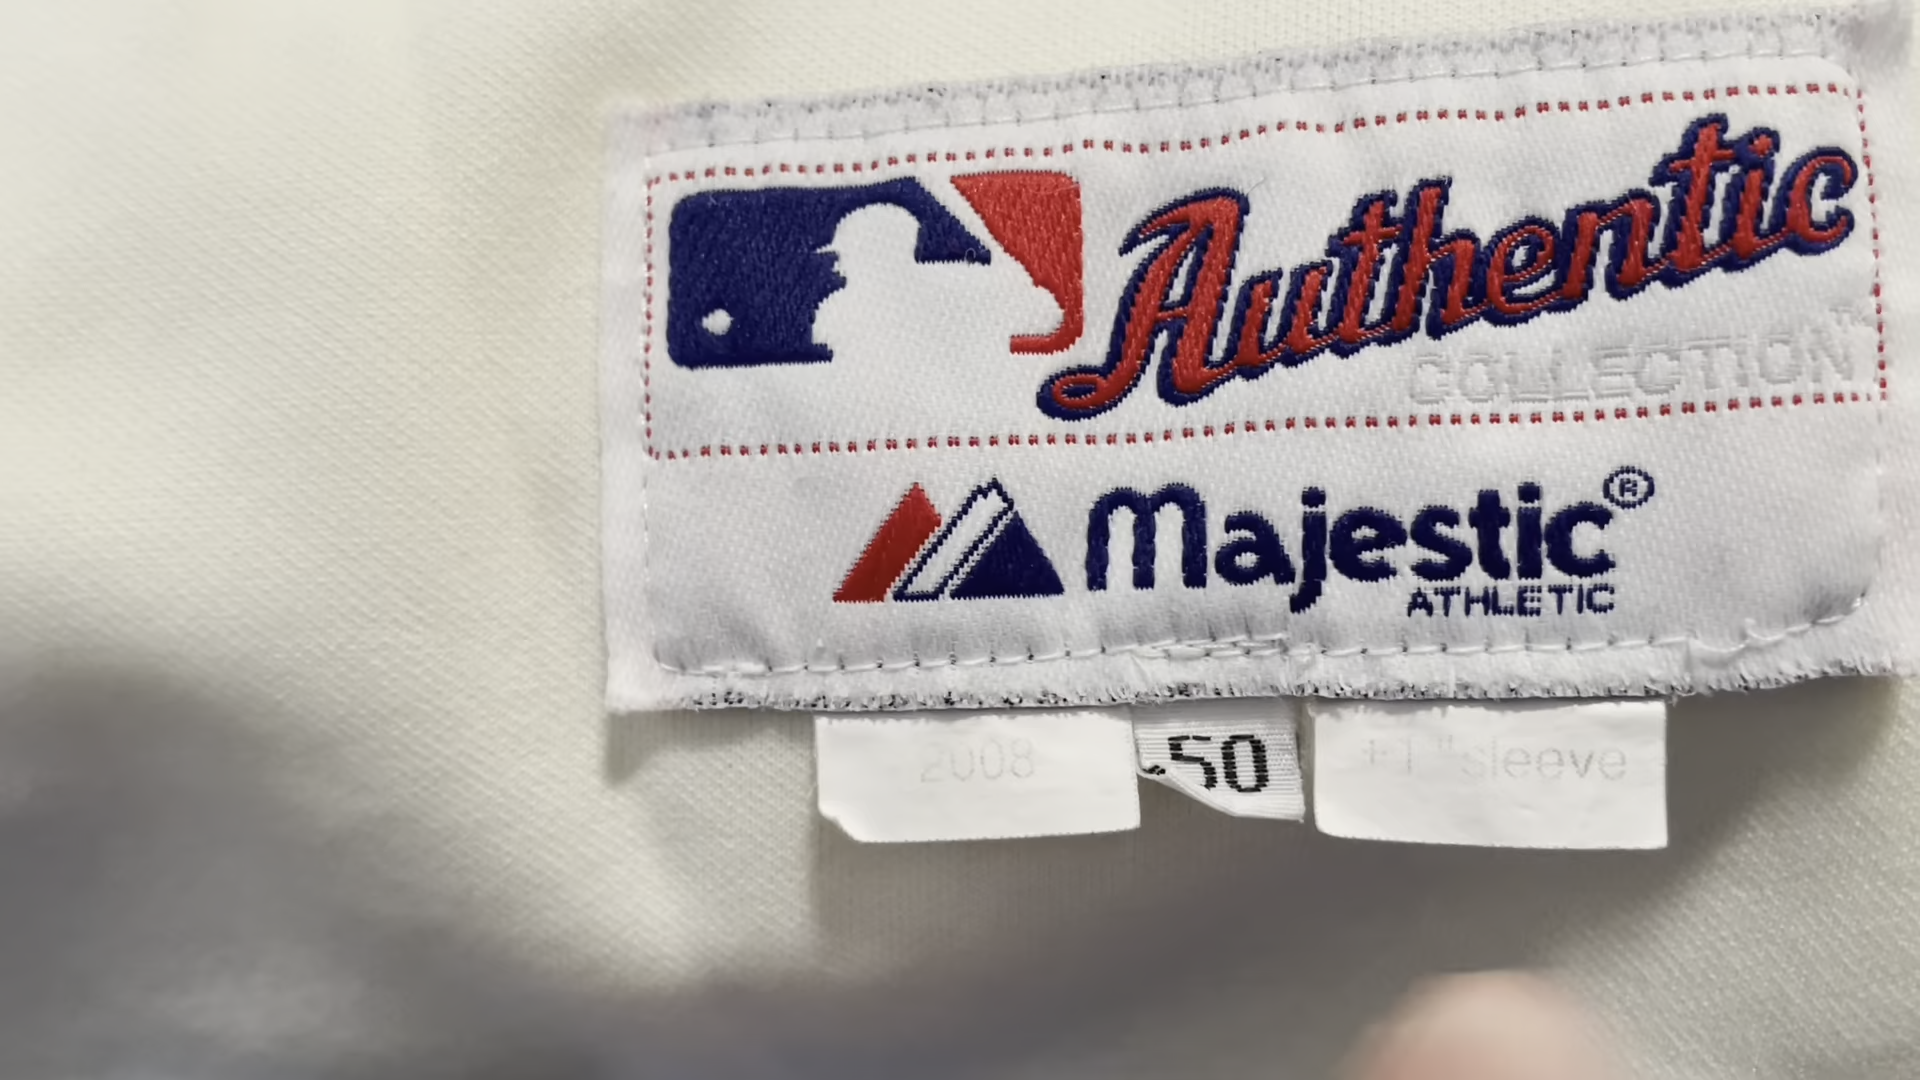 Authentic
COLLECTION
Majestic®
ATHLETIC
2008
50
+1" sleeve